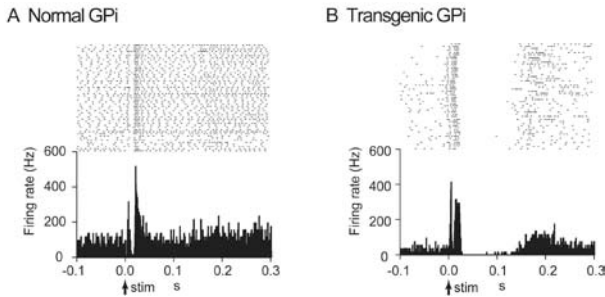 A Normal GPi
B Transgenic GPi
Firing rate (Hz)
600
400
200
0
-0.1 0.0 0.1 0.2 0.3
stim s
Firing rate (Hz)
600
400
200
0
-0.1 0.0 0.1 0.2 0.3
stim s